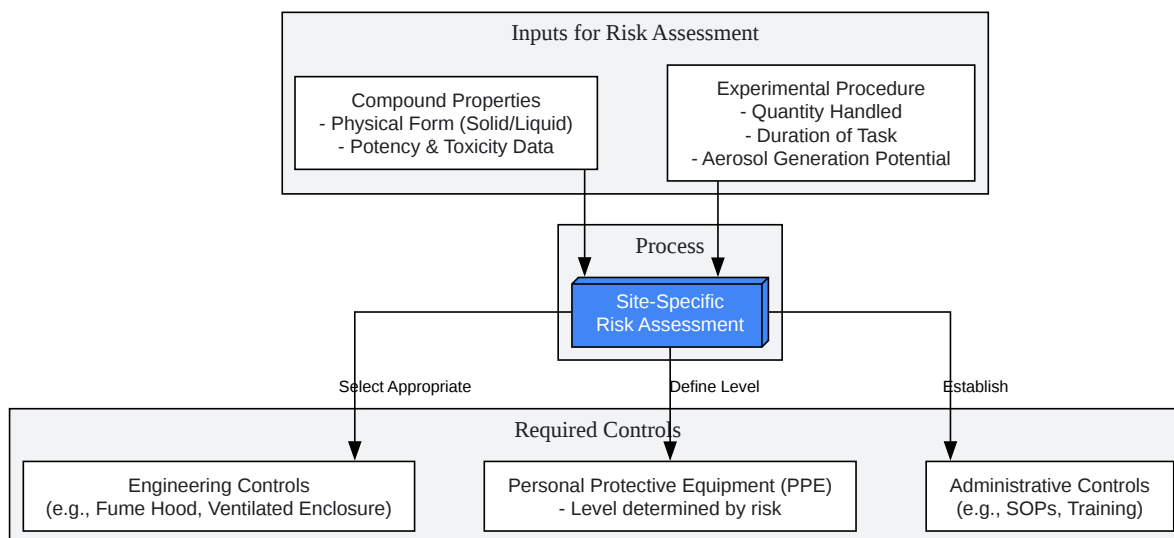 Inputs for Risk Assessment
Compound Properties
- Physical Form (Solid/Liquid)
- Potency & Toxicity Data
Experimental Procedure
- Quantity Handled
- Duration of Task
- Aerosol Generation Potential
Process
Site-Specific
Risk Assessment
Select Appropriate
Define Level
Establish
Required Controls
Engineering Controls
(e.g., Fume Hood, Ventilated Enclosure)
Personal Protective Equipment (PPE)
- Level determined by risk
Administrative Controls
(e.g., SOPs, Training)